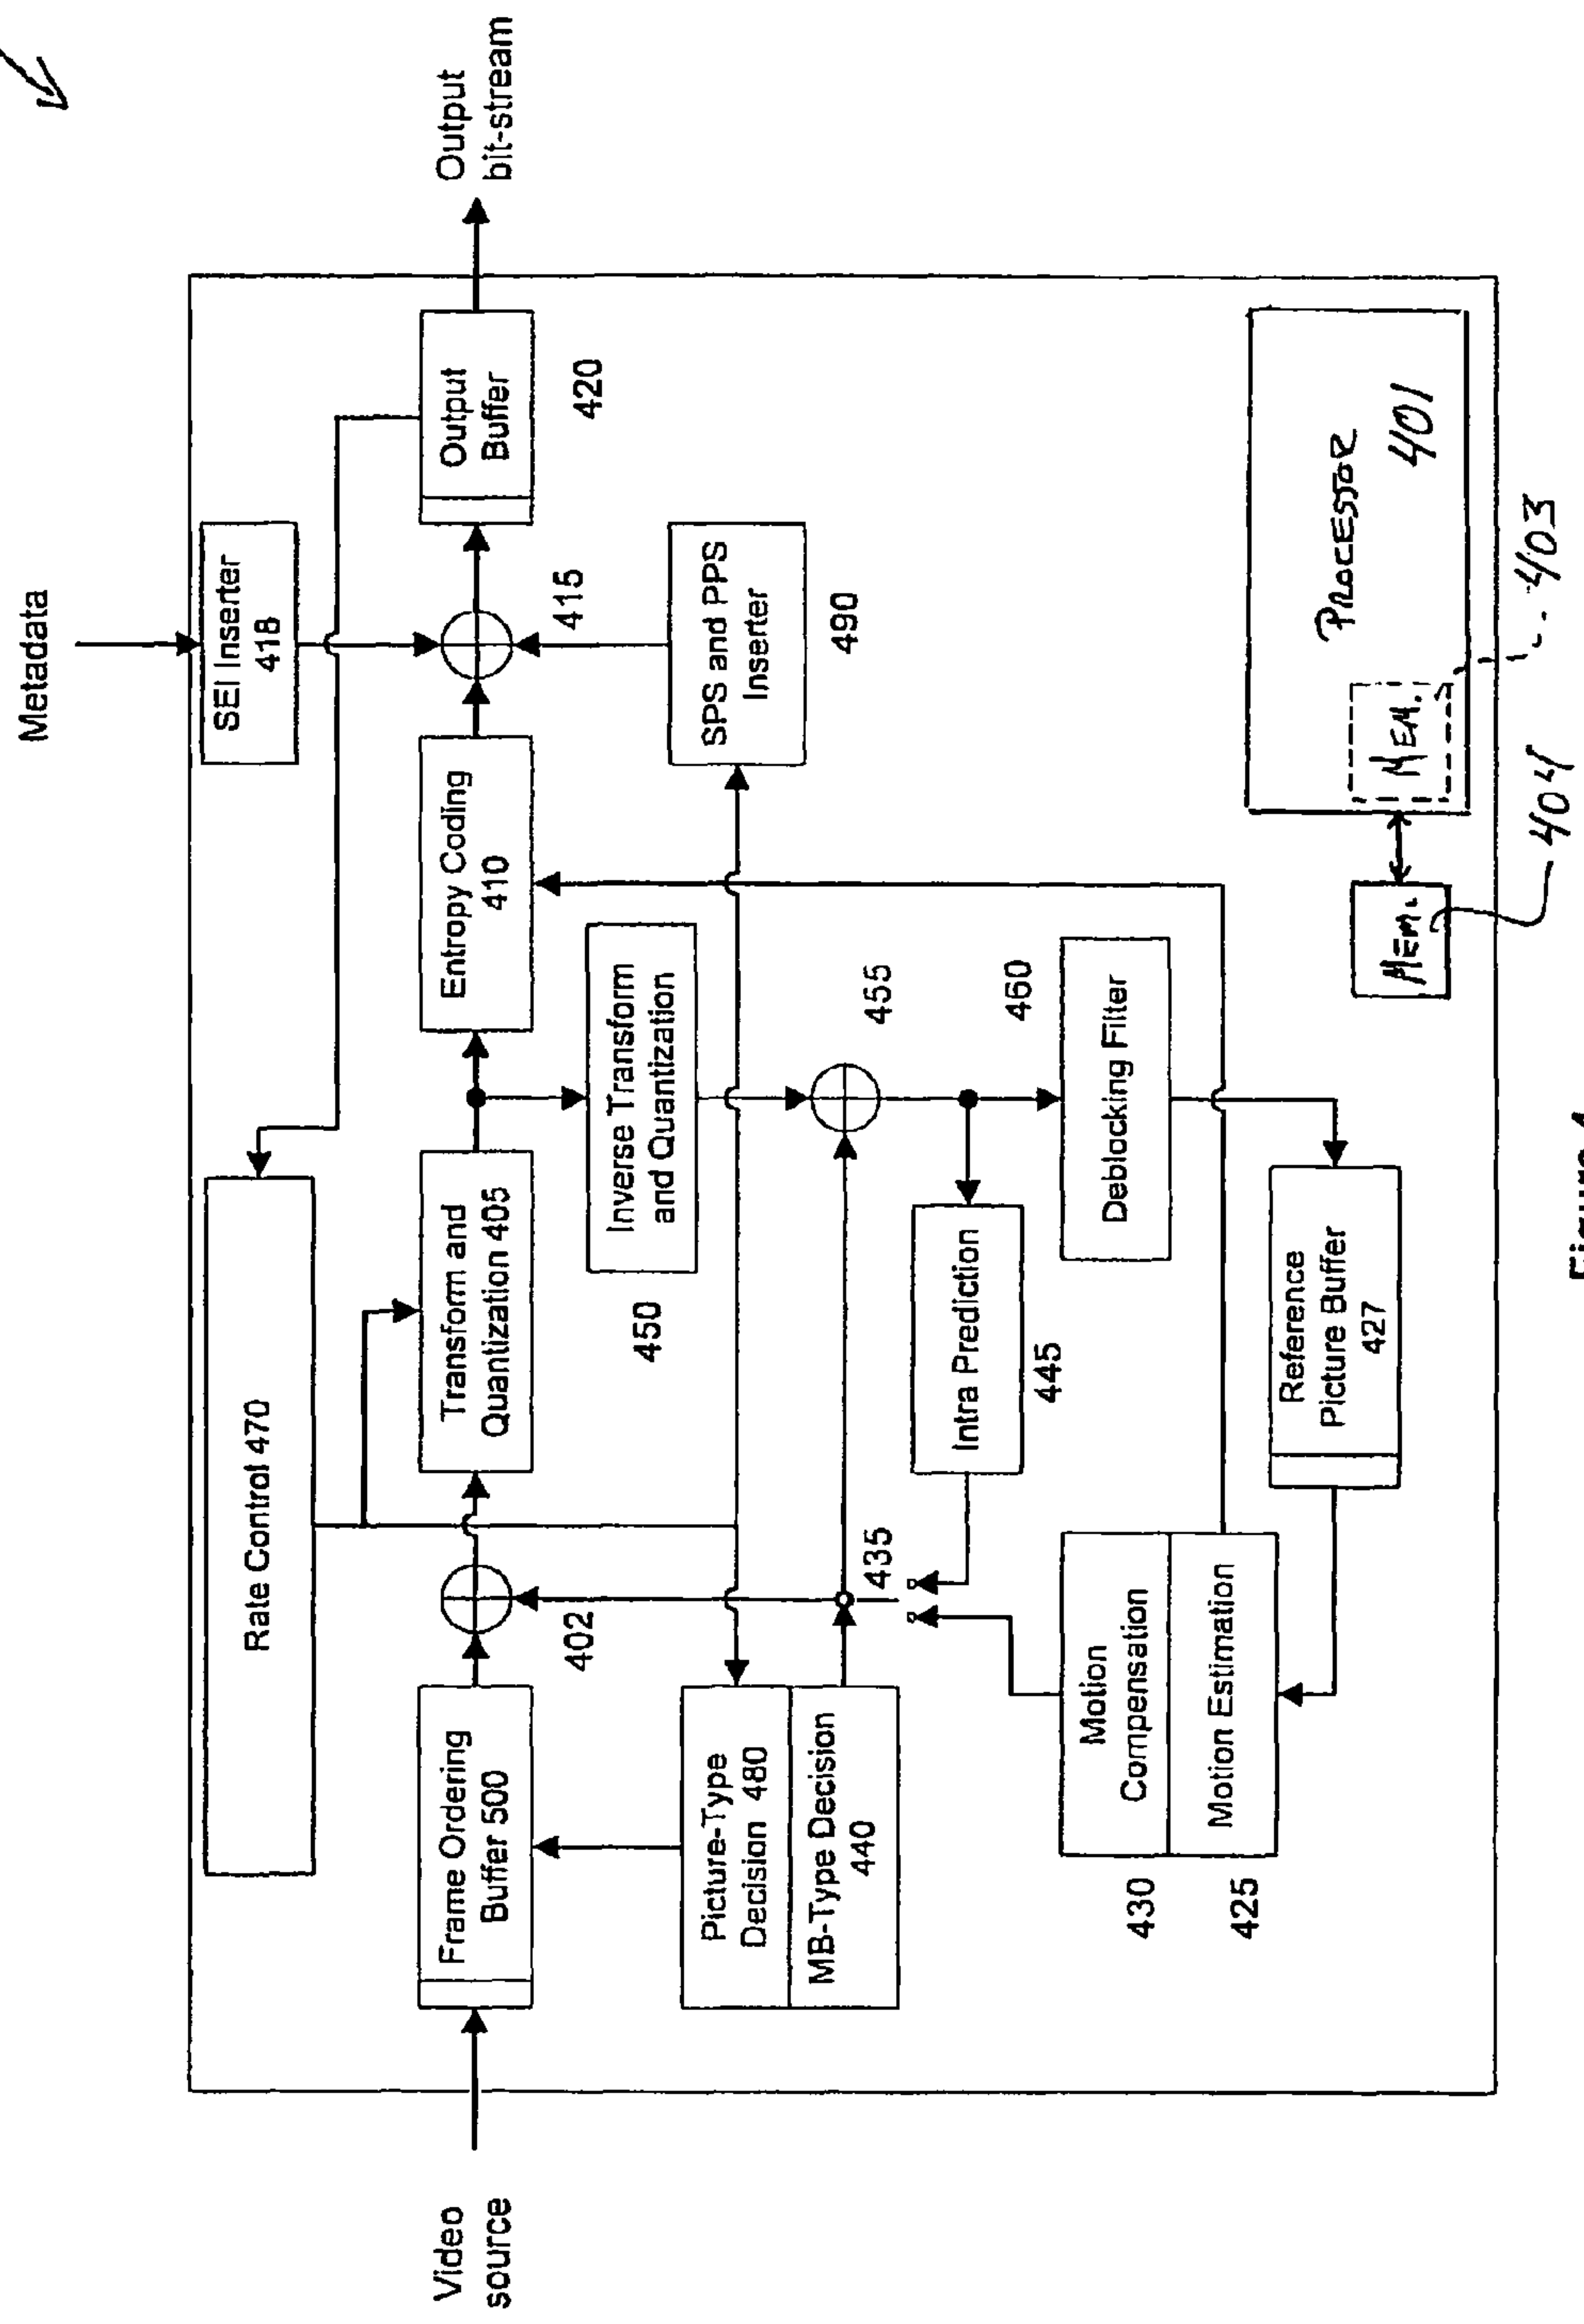 Metadata
Rate Control 470
SEI Inserter
418
Video
source
Frame Ordering
Buffer 500
402
Transform and
Quantization 405
Entropy Coding
410
415
Output
Buffer
420
Output
bit-stream
Inverse Transform
and Quantization
450
SPS and PPS
Inserter
490
Picture-Type
Decision 480
MB-Type Decision
440
435
455
Intra Prediction
445
460
Deblocking Filter
Motion
Compensation
430
Motion Estimation
425
Reference
Picture Buffer
427
PROCESSOR
401
MEM.
403
MEM.
404